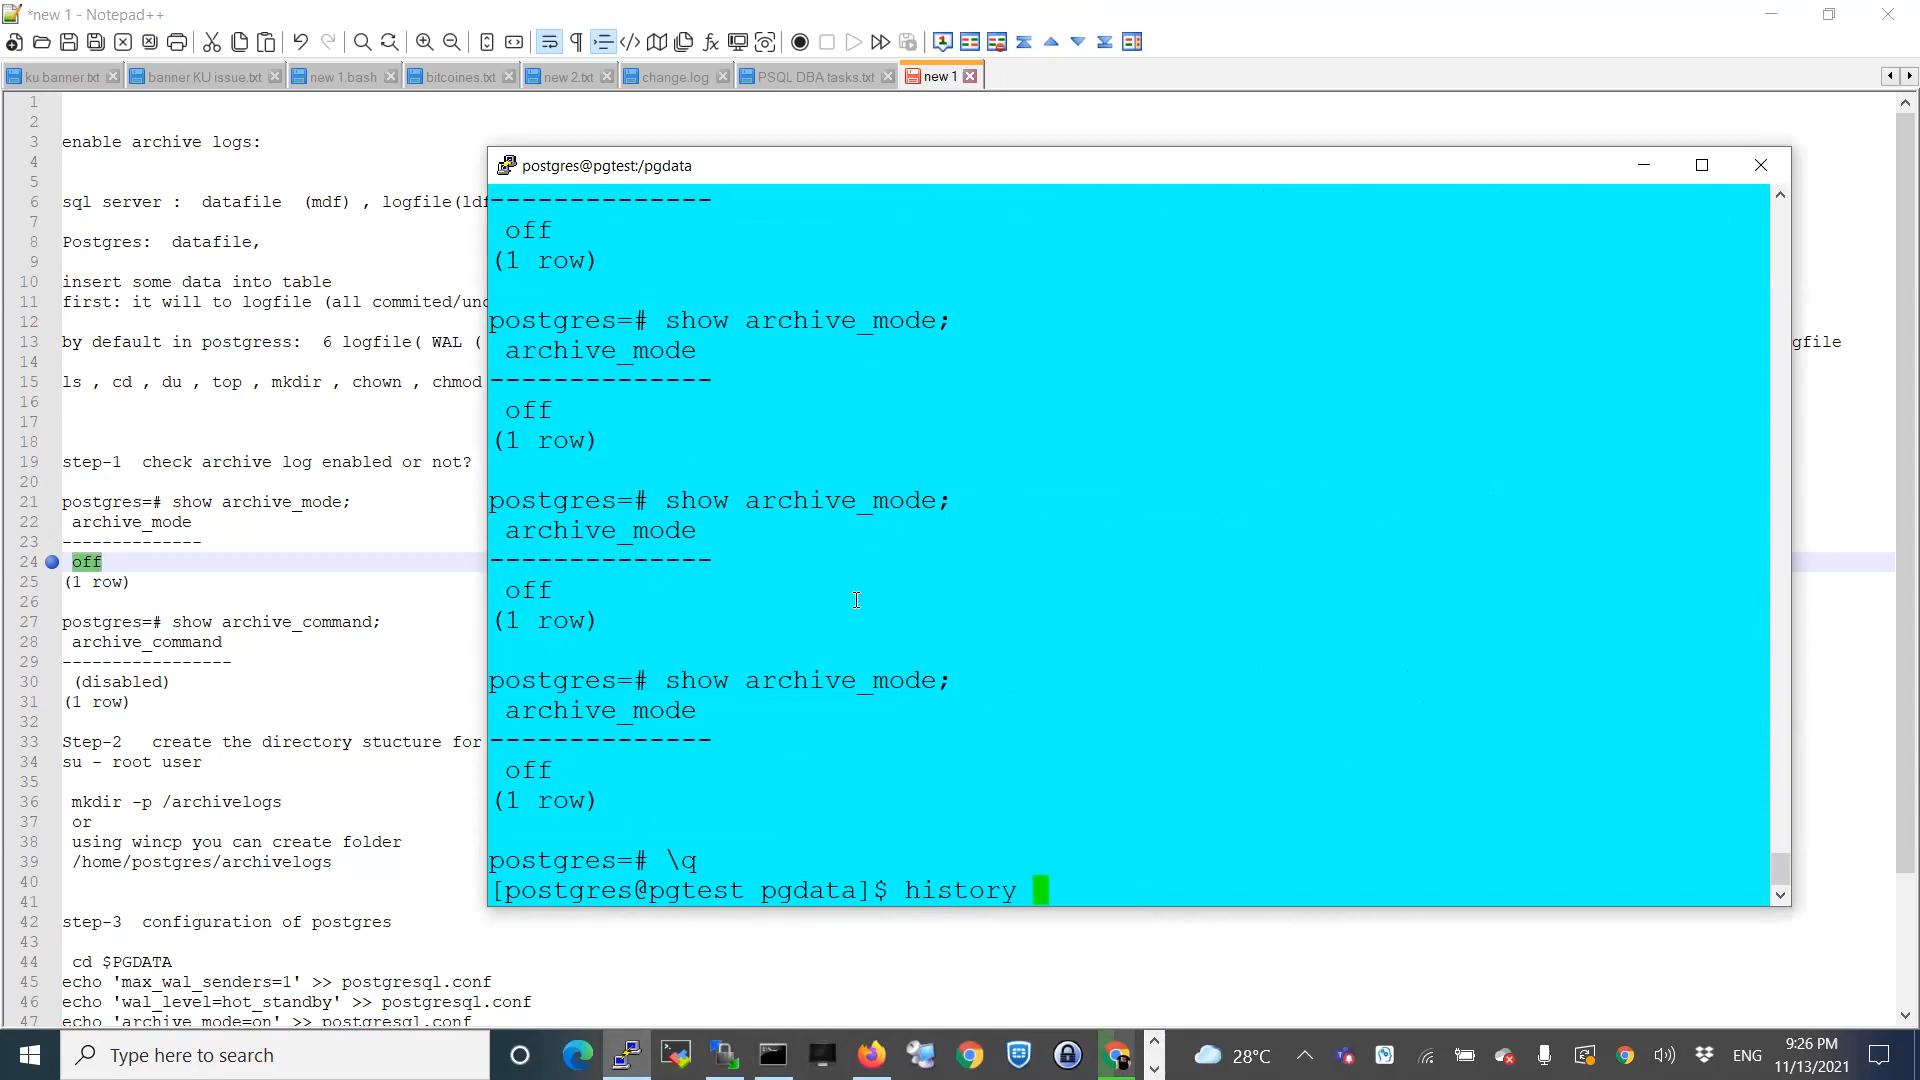 *new 1 - Notepad++
ku banner.txt
banner KU issue.txt
new 1.bash
bitcoines.txt
new 2.txt
change.log
PSQL DBA tasks.txt
new 1
1
2
3 enable archive logs:
4
5
6 sql server :  datafile  (mdf) , logfile(ldf
7
8 Postgres:  datafile,
9
10 insert some data into table
11 first: it will to logfile (all commited/unc
12
13 by default in postgress:  6 logfile( WAL ( gfile
14
15 ls , cd , du , top , mkdir , chown , chmod
16
17
18
19 step-1  check archive log enabled or not?
20
21 postgres=# show archive_mode;
22 archive_mode
23 --------------
24 off
25 (1 row)
26
27 postgres=# show archive_command;
28 archive_command
29 -----------------
30 (disabled)
31 (1 row)
32
33 Step-2   create the directory stucture for
34 su - root user
35
36 mkdir -p /archivelogs
37 or
38 using wincp you can create folder
39 /home/postgres/archivelogs
40
41
42 step-3  configuration of postgres
43
44 cd $PGDATA
45 echo 'max_wal_senders=1' >> postgresql.conf
46 echo 'wal_level=hot_standby' >> postgresql.conf
47 echo 'archive_mode=on' >> postgresql.conf
postgres@pgtest:/pgdata
--------------
off
(1 row)
postgres=# show archive_mode;
archive_mode
--------------
off
(1 row)
postgres=# show archive_mode;
archive_mode
--------------
off
(1 row)
postgres=# show archive_mode;
archive_mode
--------------
off
(1 row)
postgres=# \q
[postgres@pgtest pgdata]$ history
Type here to search
28°C
ENG
9:26 PM
11/13/2021